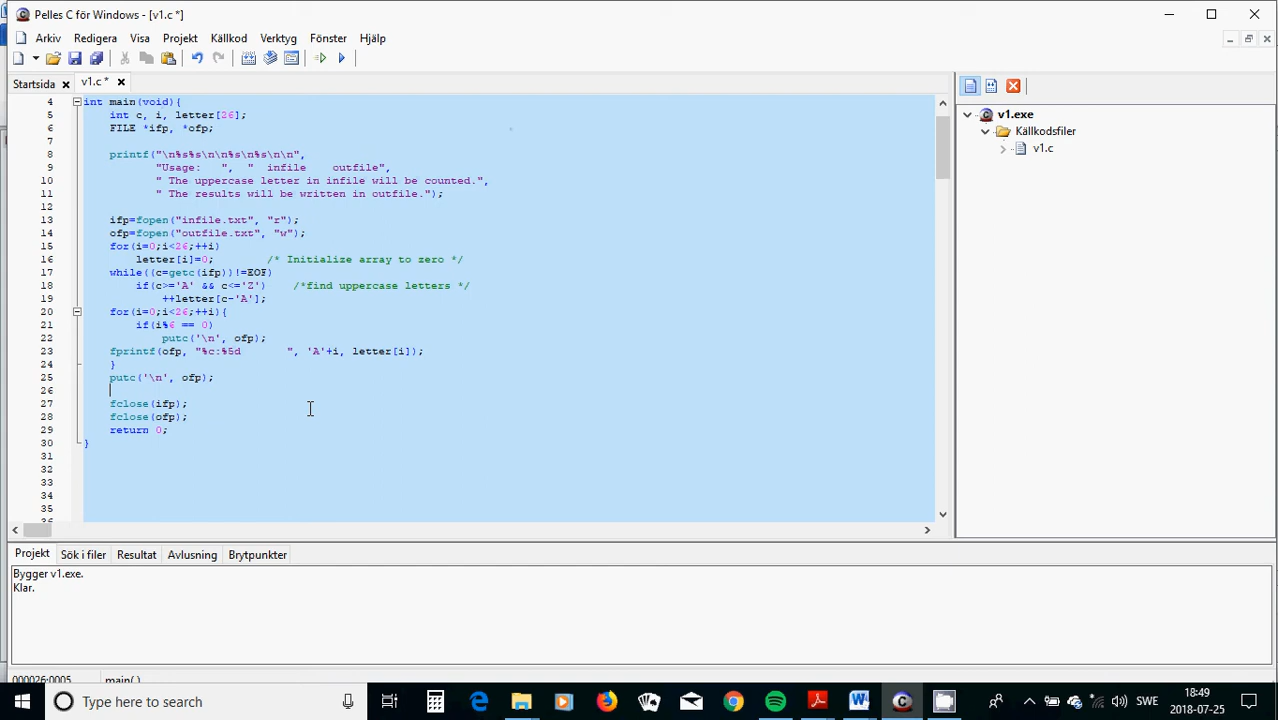 Pelles C för Windows - [v1.c *]
Arkiv Redigera Visa Projekt Källkod Verktyg Fönster Hjälp
Startsida v1.c *
4 int main(void){
5 int c, i, letter[26];
6 FILE *ifp, *ofp;
7
8 printf("\n%s%s\n\n%s\n%s\n\n",
9 "Usage:   ", "  infile    outfile",
10 " The uppercase letter in infile will be counted.",
11 " The results will be written in outfile.");
12
13 ifp=fopen("infile.txt", "r");
14 ofp=fopen("outfile.txt", "w");
15 for(i=0;i<26;++i)
16 letter[i]=0;        /* Initialize array to zero */
17 while((c=getc(ifp))!=EOF)
18 if(c>='A' && c<='Z')    /*find uppercase letters */
19 ++letter[c-'A'];
20 for(i=0;i<26;++i){
21 if(i%6 == 0)
22 putc('\n', ofp);
23 fprintf(ofp, "%c:%5d       ", 'A'+i, letter[i]);
24 }
25 putc('\n', ofp);
26
27 fclose(ifp);
28 fclose(ofp);
29 return 0;
30 }
31
32
33
34
35
v1.exe
Källkodsfiler
v1.c
Projekt Sök i filer Resultat Avlusning Brytpunkter
Bygger v1.exe.
Klar.
000026:0005 main( )
Type here to search
SWE
18:49
2018-07-25